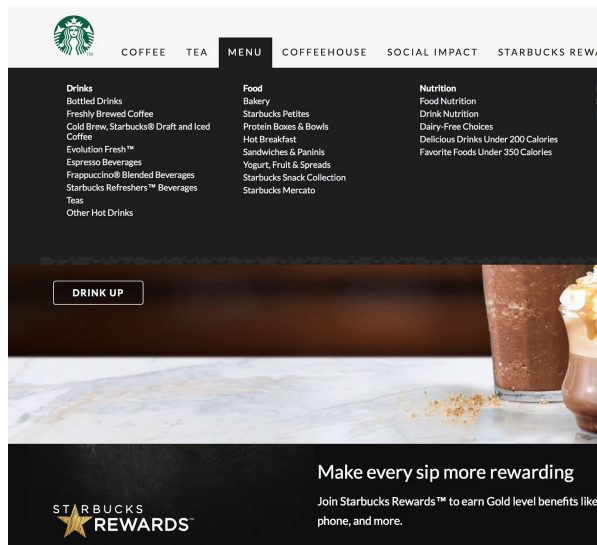 COFFEE TEA MENU COFFEEHOUSE SOCIAL IMPACT STARBUCKS
Drinks
Bottled Drinks
Freshly Brewed Coffee
Cold Brew, Starbucks® Draft and Iced
Coffee
Evolution Fresh™
Espresso Beverages
Frappuccino® Blended Beverages
Starbucks Refreshers™ Beverages
Teas
Other Hot Drinks
Food
Bakery
Starbucks Petites
Protein Boxes & Bowls
Hot Breakfast
Sandwiches & Paninis
Yogurt, Fruit & Spreads
Starbucks Snack Collection
Starbucks Mercato
Nutrition
Food Nutrition
Drink Nutrition
Dairy-Free Choices
Delicious Drinks Under 200 Calories
Favorite Foods Under 350 Calories
DRINK UP
STARBUCKS
REWARDS™
Make every sip more rewarding
Join Starbucks Rewards™ to earn Gold level benefits like
phone, and more.